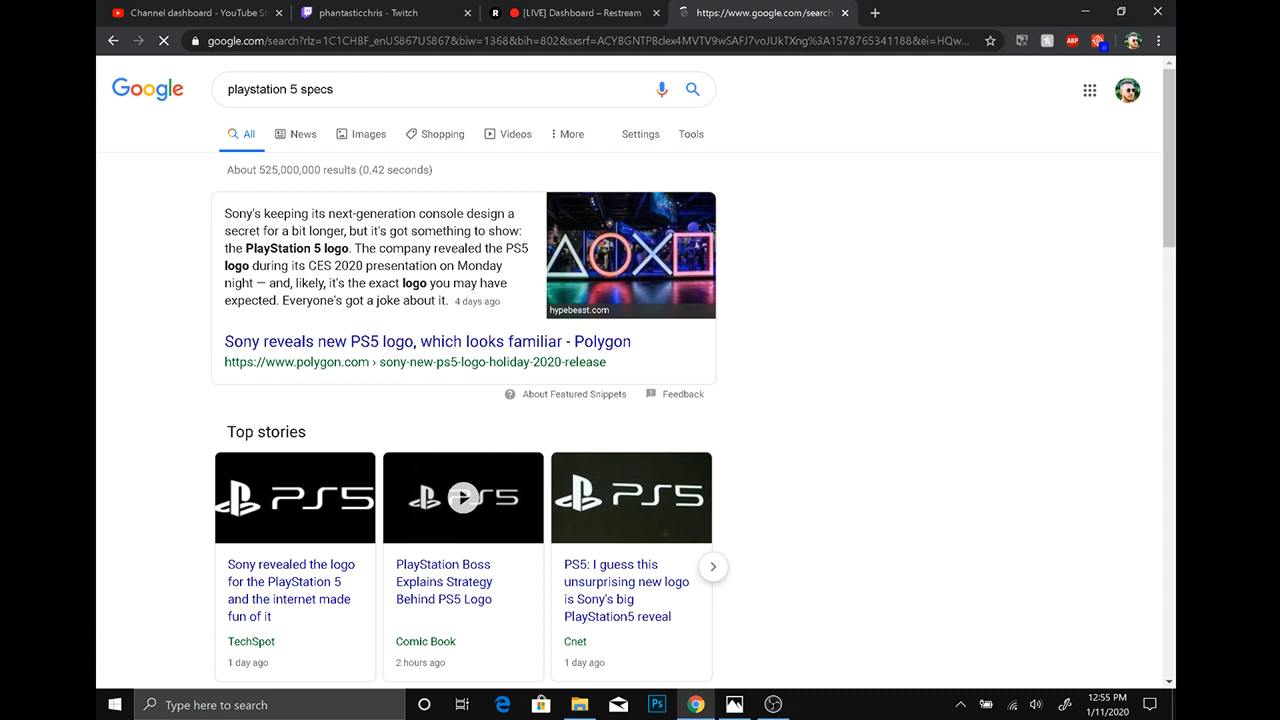 Channel dashboard - YouTube St
phantasticchris - Twitch
R
[LIVE] Dashboard – Restream
https://www.google.com/search
google.com/search?rlz=1C1CHBF_enUS867US867&biw=1368&bih=802&sxsrf=ACYBGNTPBclex4MVTV9wSAFJ7voJUkTXng%3A1578765341188&ei=HQw...
ABP
0
Google
playstation 5 specs
All
News
Images
Shopping
Videos
More
Settings
Tools
About 525,000,000 results (0.42 seconds)
Sony's keeping its next-generation console design a
secret for a bit longer, but it's got something to show:
the PlayStation 5 logo. The company revealed the PS5
logo during its CES 2020 presentation on Monday
night — and, likely, it's the exact logo you may have
expected. Everyone's got a joke about it. 4 days ago
hypebeast.com
Sony reveals new PS5 logo, which looks familiar - Polygon
https://www.polygon.com › sony-new-ps5-logo-holiday-2020-release
About Featured Snippets
Feedback
Top stories
PS5
PS5
PS5
Sony revealed the logo
for the PlayStation 5
and the internet made
fun of it
TechSpot
1 day ago
PlayStation Boss
Explains Strategy
Behind PS5 Logo
Comic Book
2 hours ago
PS5: I guess this
unsurprising new logo
is Sony's big
PlayStation5 reveal
Cnet
1 day ago
Type here to search
Ps
12:55 PM
1/11/2020